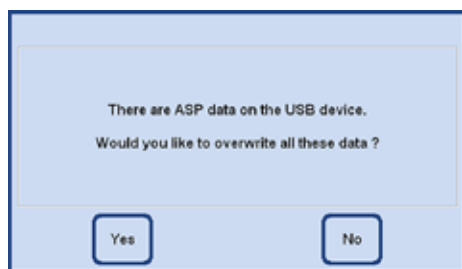 There are ASP data on the USB device.
Would you like to overwrite all these data ?
Yes
No